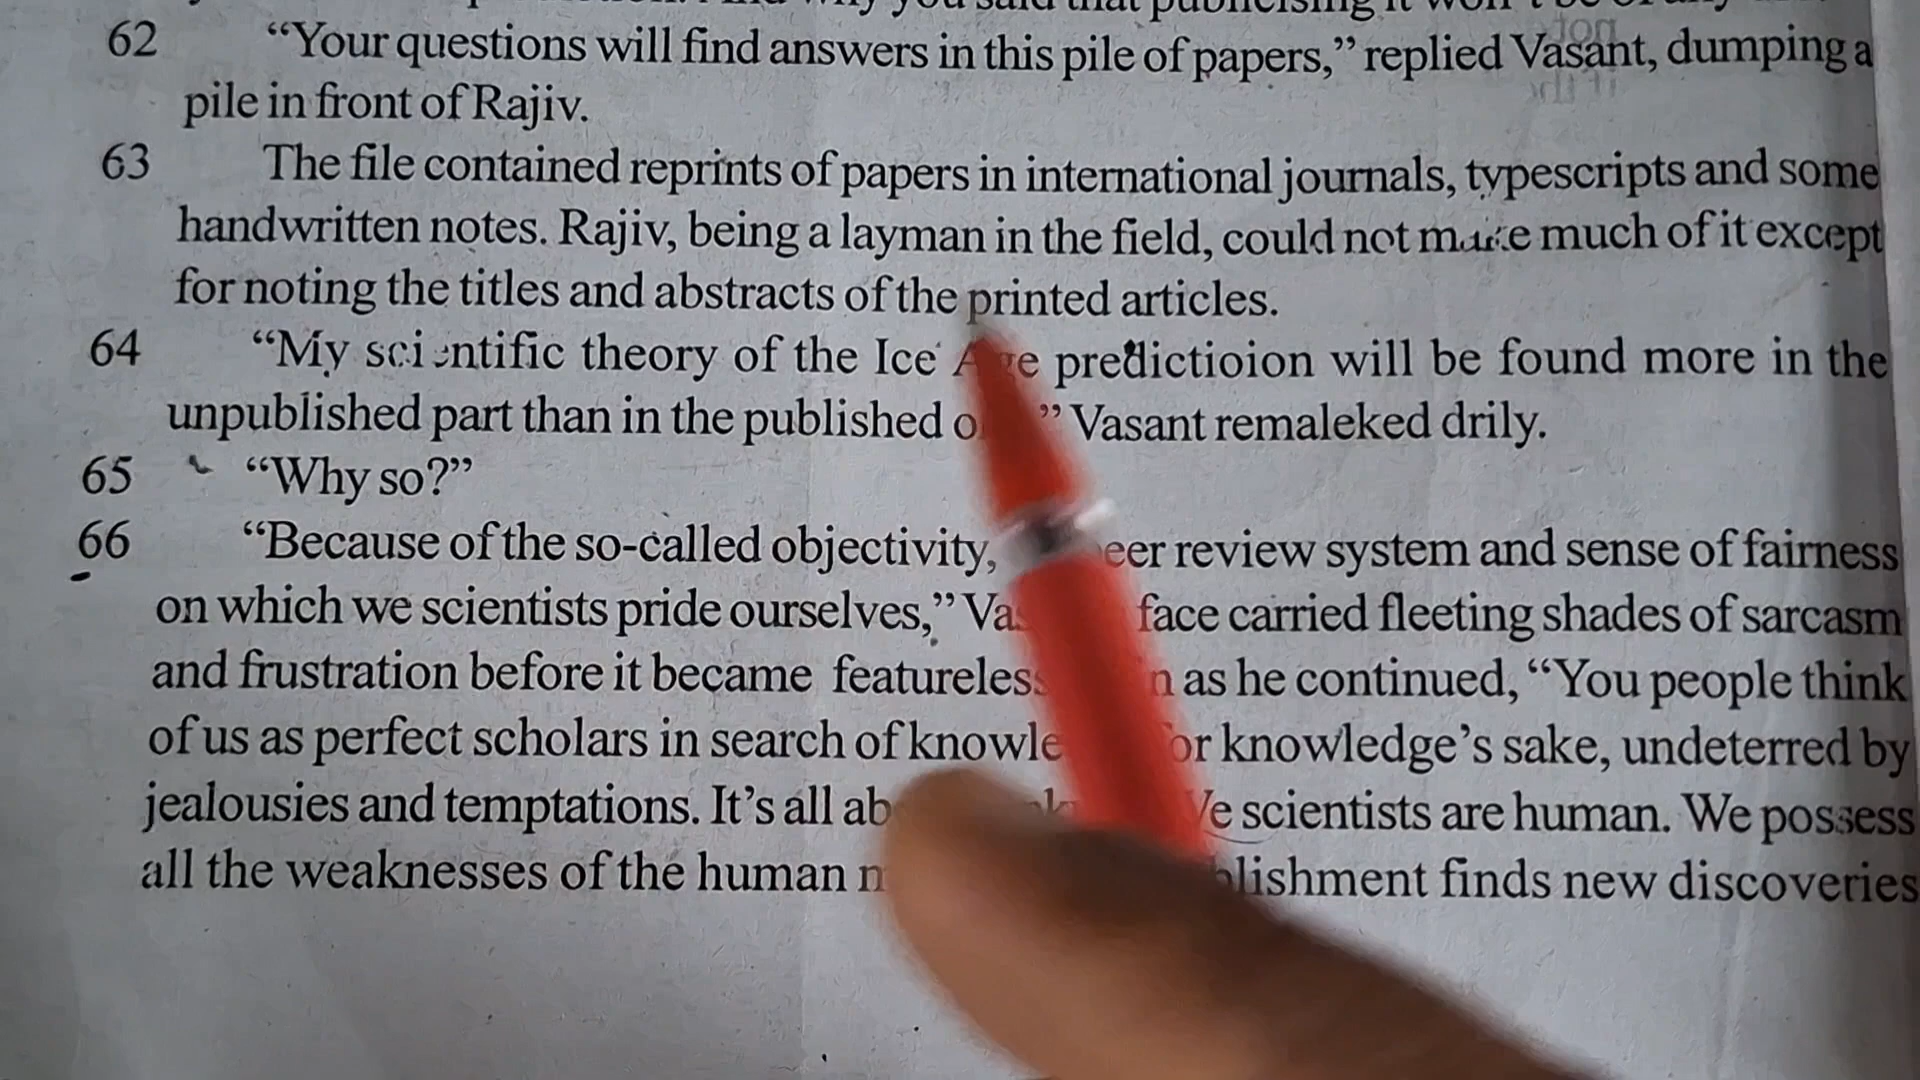 62 “Your questions will find answers in this pile of papers,” replied Vasant, dumping a
pile in front of Rajiv.
63 The file contained reprints of papers in international journals, typescripts and some
handwritten notes. Rajiv, being a layman in the field, could not make much of it except
for noting the titles and abstracts of the printed articles.
64 “My scientific theory of the Ice Age predictioion will be found more in the
unpublished part than in the published ” Vasant remaleked drily.
65 “Why so?”
66 “Because of the so-called objectivity, review system and sense of fairness
on which we scientists pride ourselves,” face carried fleeting shades of sarcasm
and frustration before it became featureless as he continued, “You people think
of us as perfect scholars in search of for knowledge’s sake, undeterred by
jealousies and temptations. It’s all We scientists are human. We possess
all the weaknesses of the human finds new discoveries